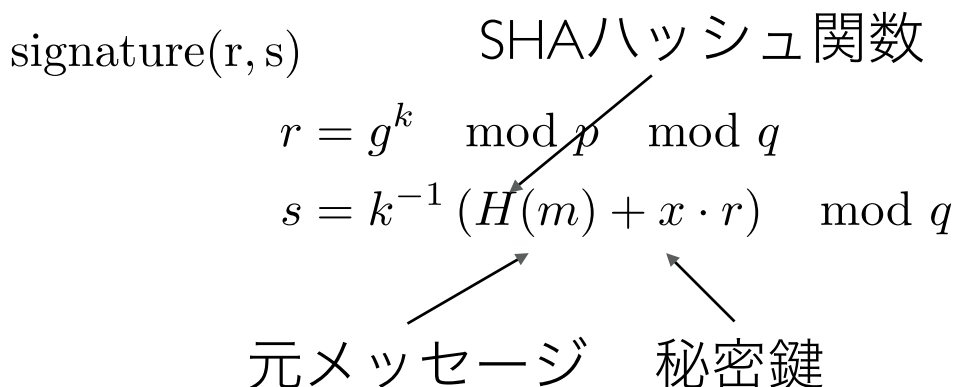 signature(r, s)
SHAハッシュ関数
r = g^k mod p mod q
s = k^{-1} (H(m) + x · r) mod q
元メッセージ
秘密鍵